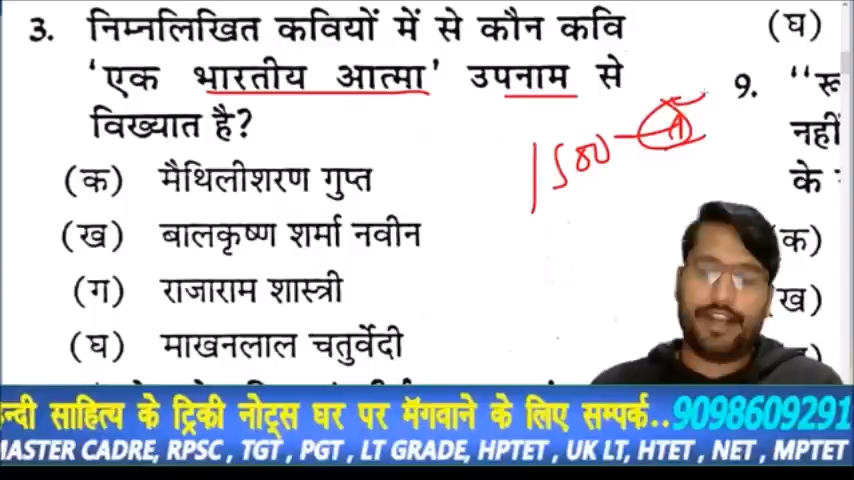 3. निम्नलिखित कवियों में से कौन कवि
'एक भारतीय आत्मा' उपनाम से
विख्यात है?
(क) मैथिलीशरण गुप्त
(ख) बालकृष्ण शर्मा नवीन
(ग) राजाराम शास्त्री
(घ) माखनलाल चतुर्वेदी
1500
(घ)
9. "रू
नहीं
के
क)
ख)
न्दी साहित्य के ट्रिकी नोट्स घर पर मँगवाने के लिए सम्पर्क..9098609291
MASTER CADRE, RPSC , TGT , PGT , LT GRADE, HPTET , UK LT, HTET , NET , MPTET